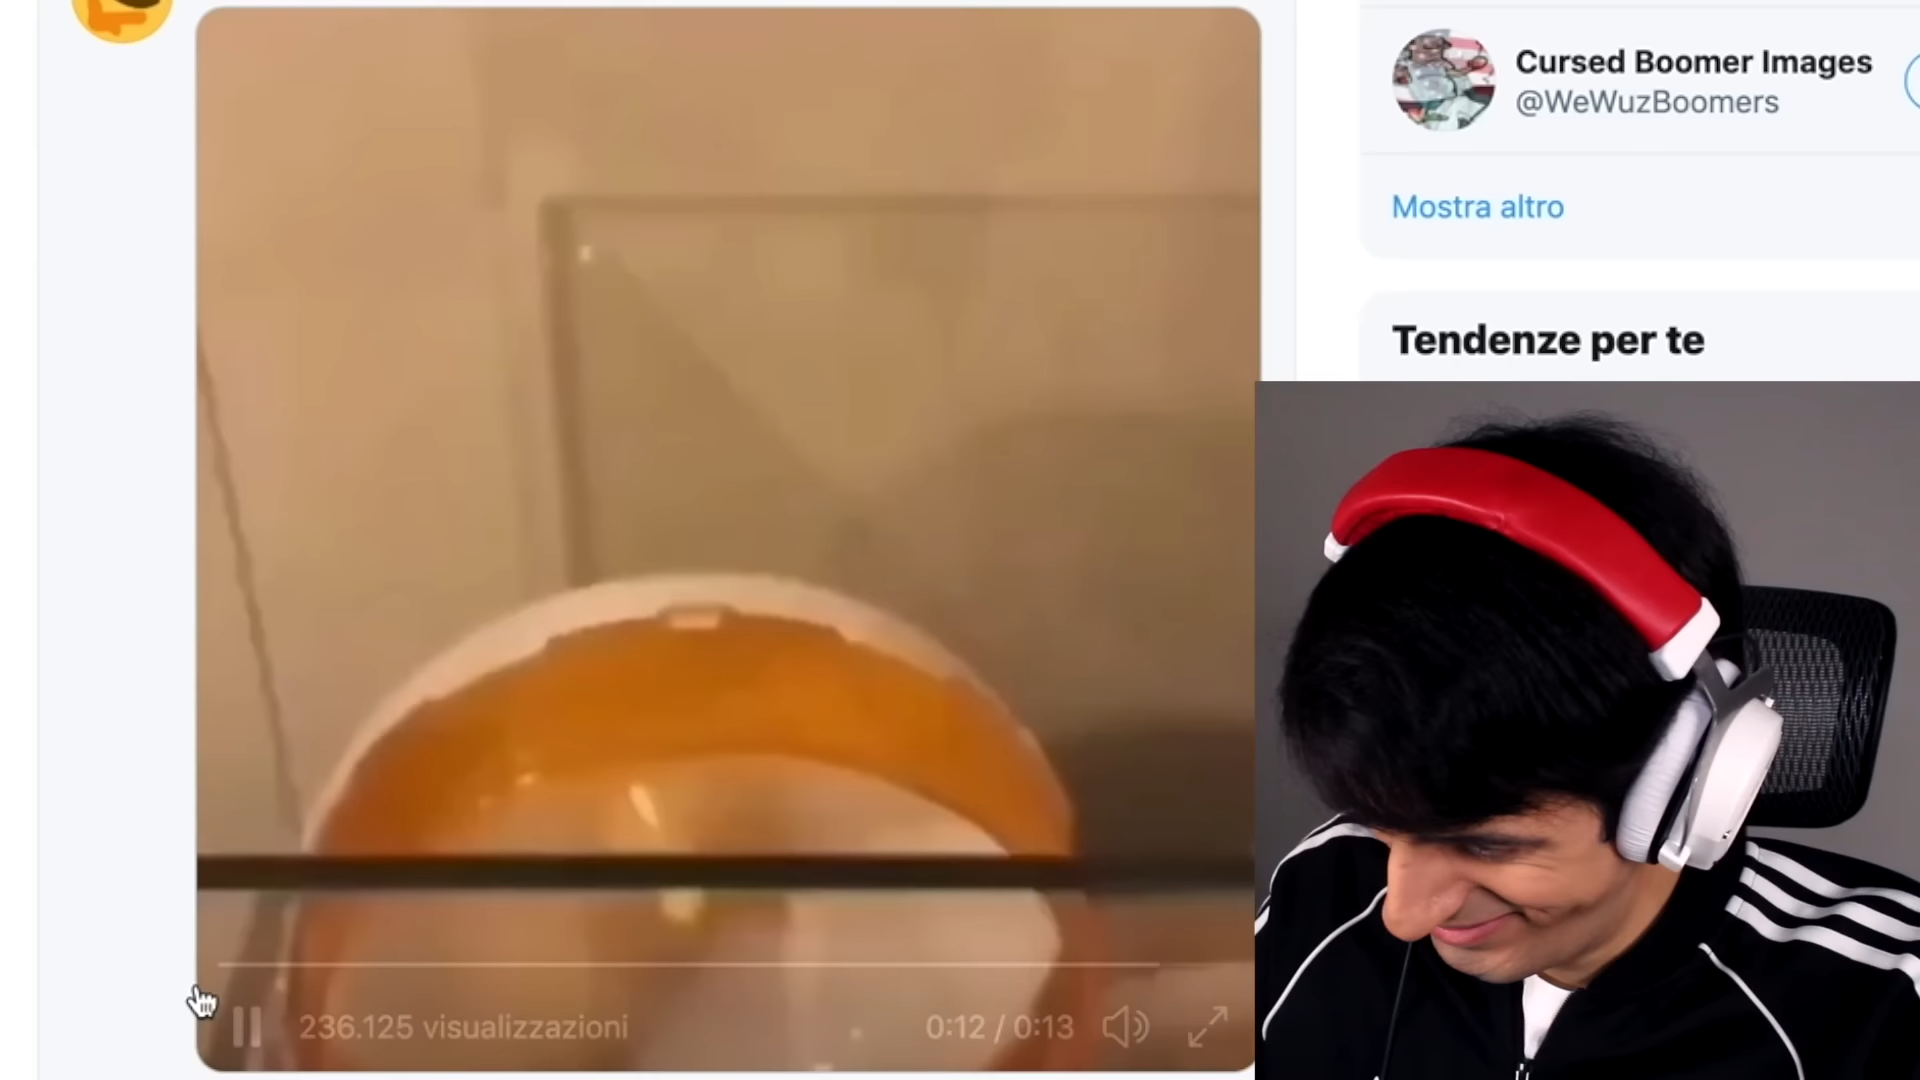 Cursed Boomer Images
@WeWuzBoomers
Mostra altro
Tendenze per te
236.125 visualizzazioni
0:12 / 0:13